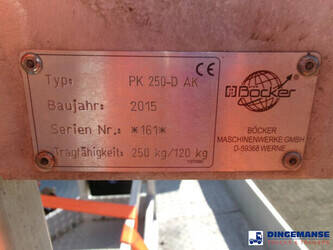 Typ: PK 250-D AK
Baujahr: 2015
Serien Nr.: *161*
Tragfähigkeit: 250 kg/120 kg
CE
Böcker
BÖCKER
MASCHINENWERKE GMBH
D-59368 WERNE
DINGEMANSE